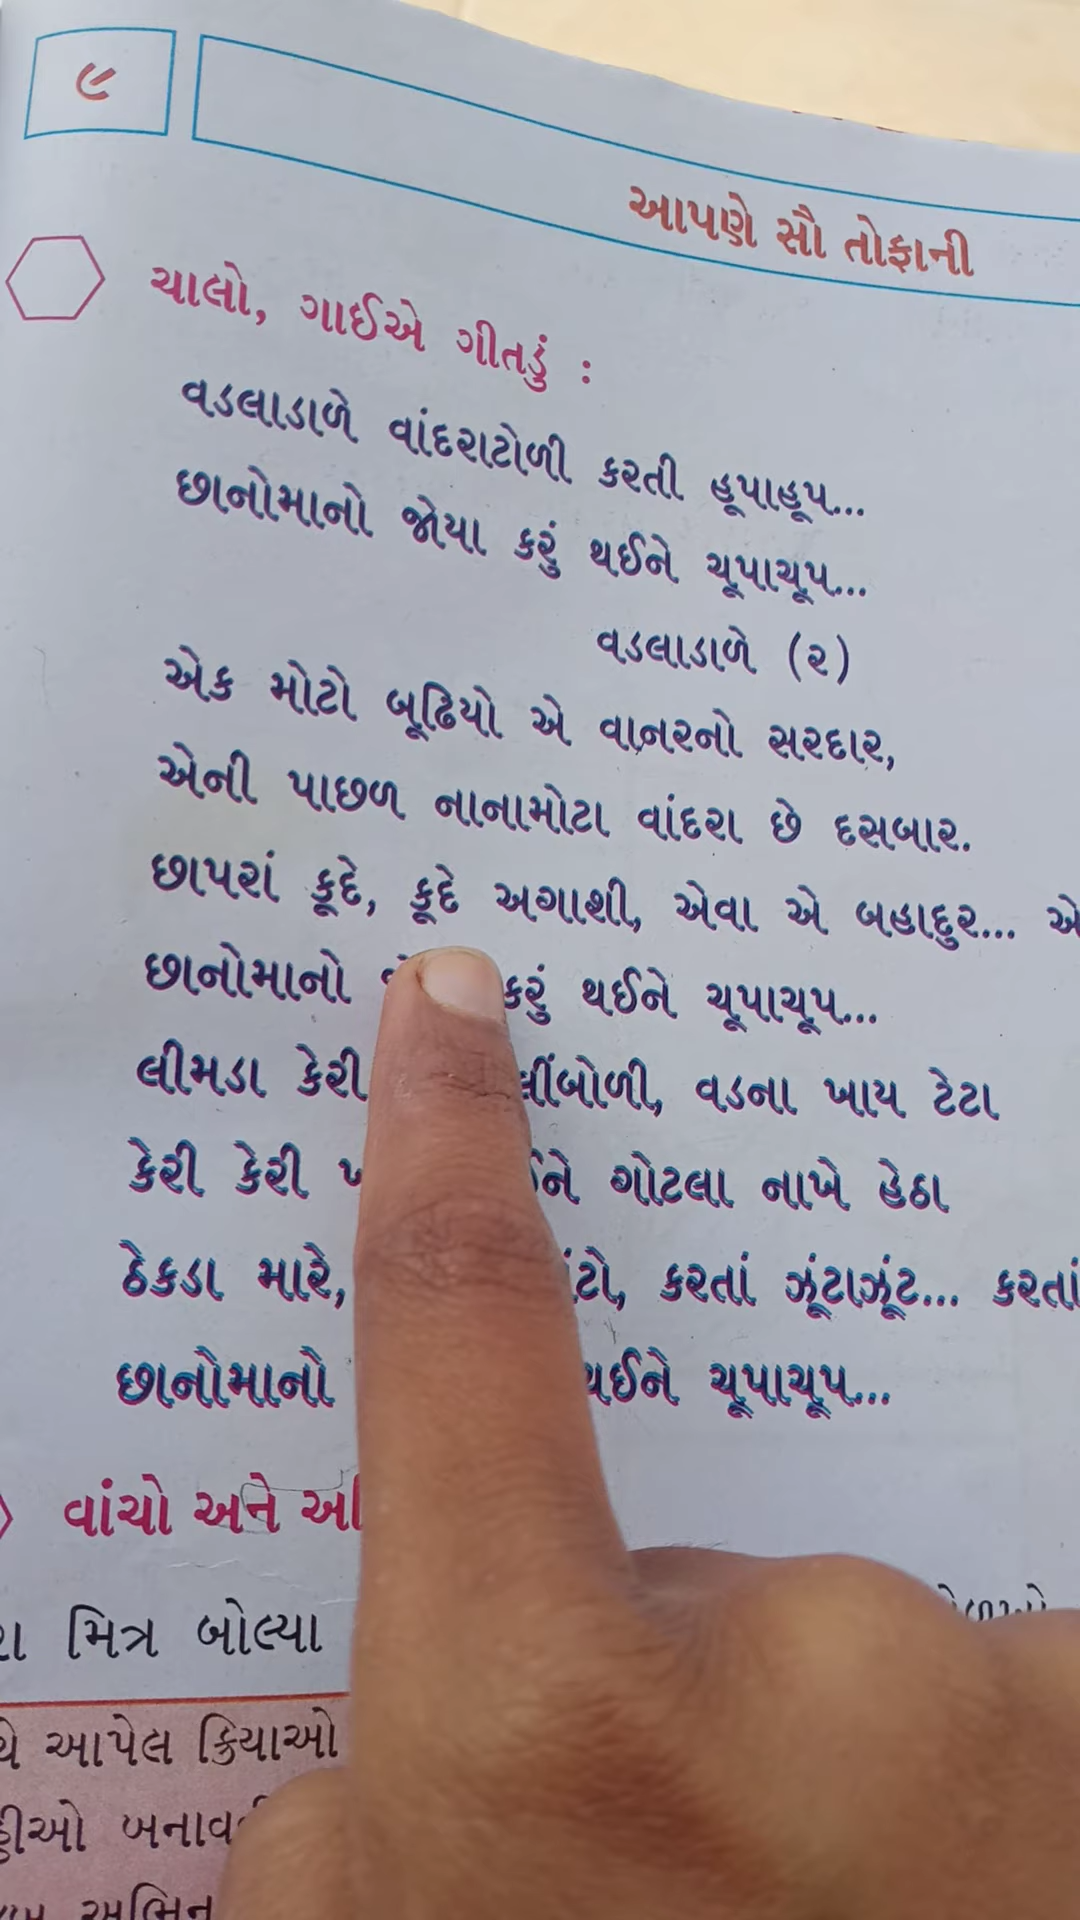 ૯
આપણે સૌ તોફાની
ચાલો, ગાઈએ ગીતડું :
વડલાડાળે વાંદરાટોળી કરતી હૂપાહૂપ...
છાનોમાનો જોયા કરું થઈને ચૂપાચૂપ...
વડલાડાળે (૨)
એક મોટો બૂઢિયો એ વાનરનો સરદાર,
એની પાછળ નાનામોટા વાંદરા છે દસબાર.
છાપરાં કૂદે, કૂદે અગાશી, એવા એ બહાદુર... એ
છાનોમાનો કરું થઈને ચૂપાચૂપ...
લીમડા કેરી લીંબોળી, વડના ખાય ટેટા
કેરી કેરી ગોટલા નાખે હેઠા
ઠેકડા મારે, કરતાં ઝૂંટાઝૂંટ... કરતાં
છાનોમાનો થઈને ચૂપાચૂપ...
વાંચો અને
મિત્ર બોલ્યા
આપેલ ક્રિયાઓ